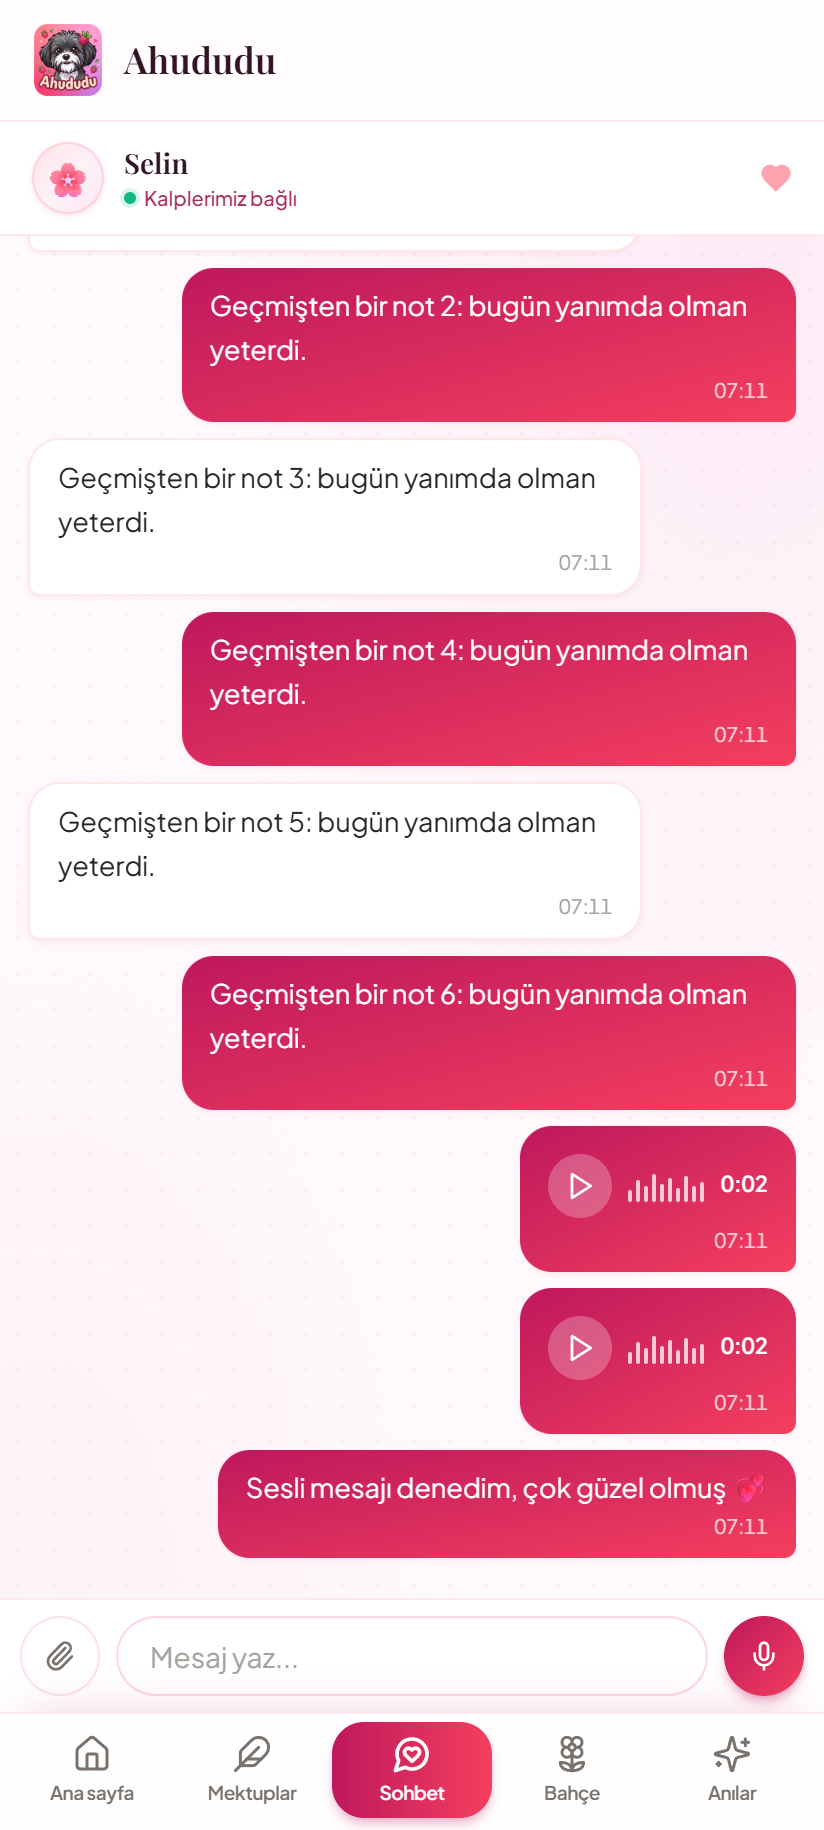 Ahududu
Ahududu
Selin
Kalplerimiz bağlı
Geçmişten bir not 2: bugün yanımda olman
yeterdi.
07:11
Geçmişten bir not 3: bugün yanımda olman
yeterdi.
07:11
Geçmişten bir not 4: bugün yanımda olman
yeterdi.
07:11
Geçmişten bir not 5: bugün yanımda olman
yeterdi.
07:11
Geçmişten bir not 6: bugün yanımda olman
yeterdi.
07:11
0:02
07:11
0:02
07:11
Sesli mesajı denedim, çok güzel olmuş 💞
07:11
Mesaj yaz...
Ana sayfa
Mektuplar
Sohbet
Bahçe
Anılar